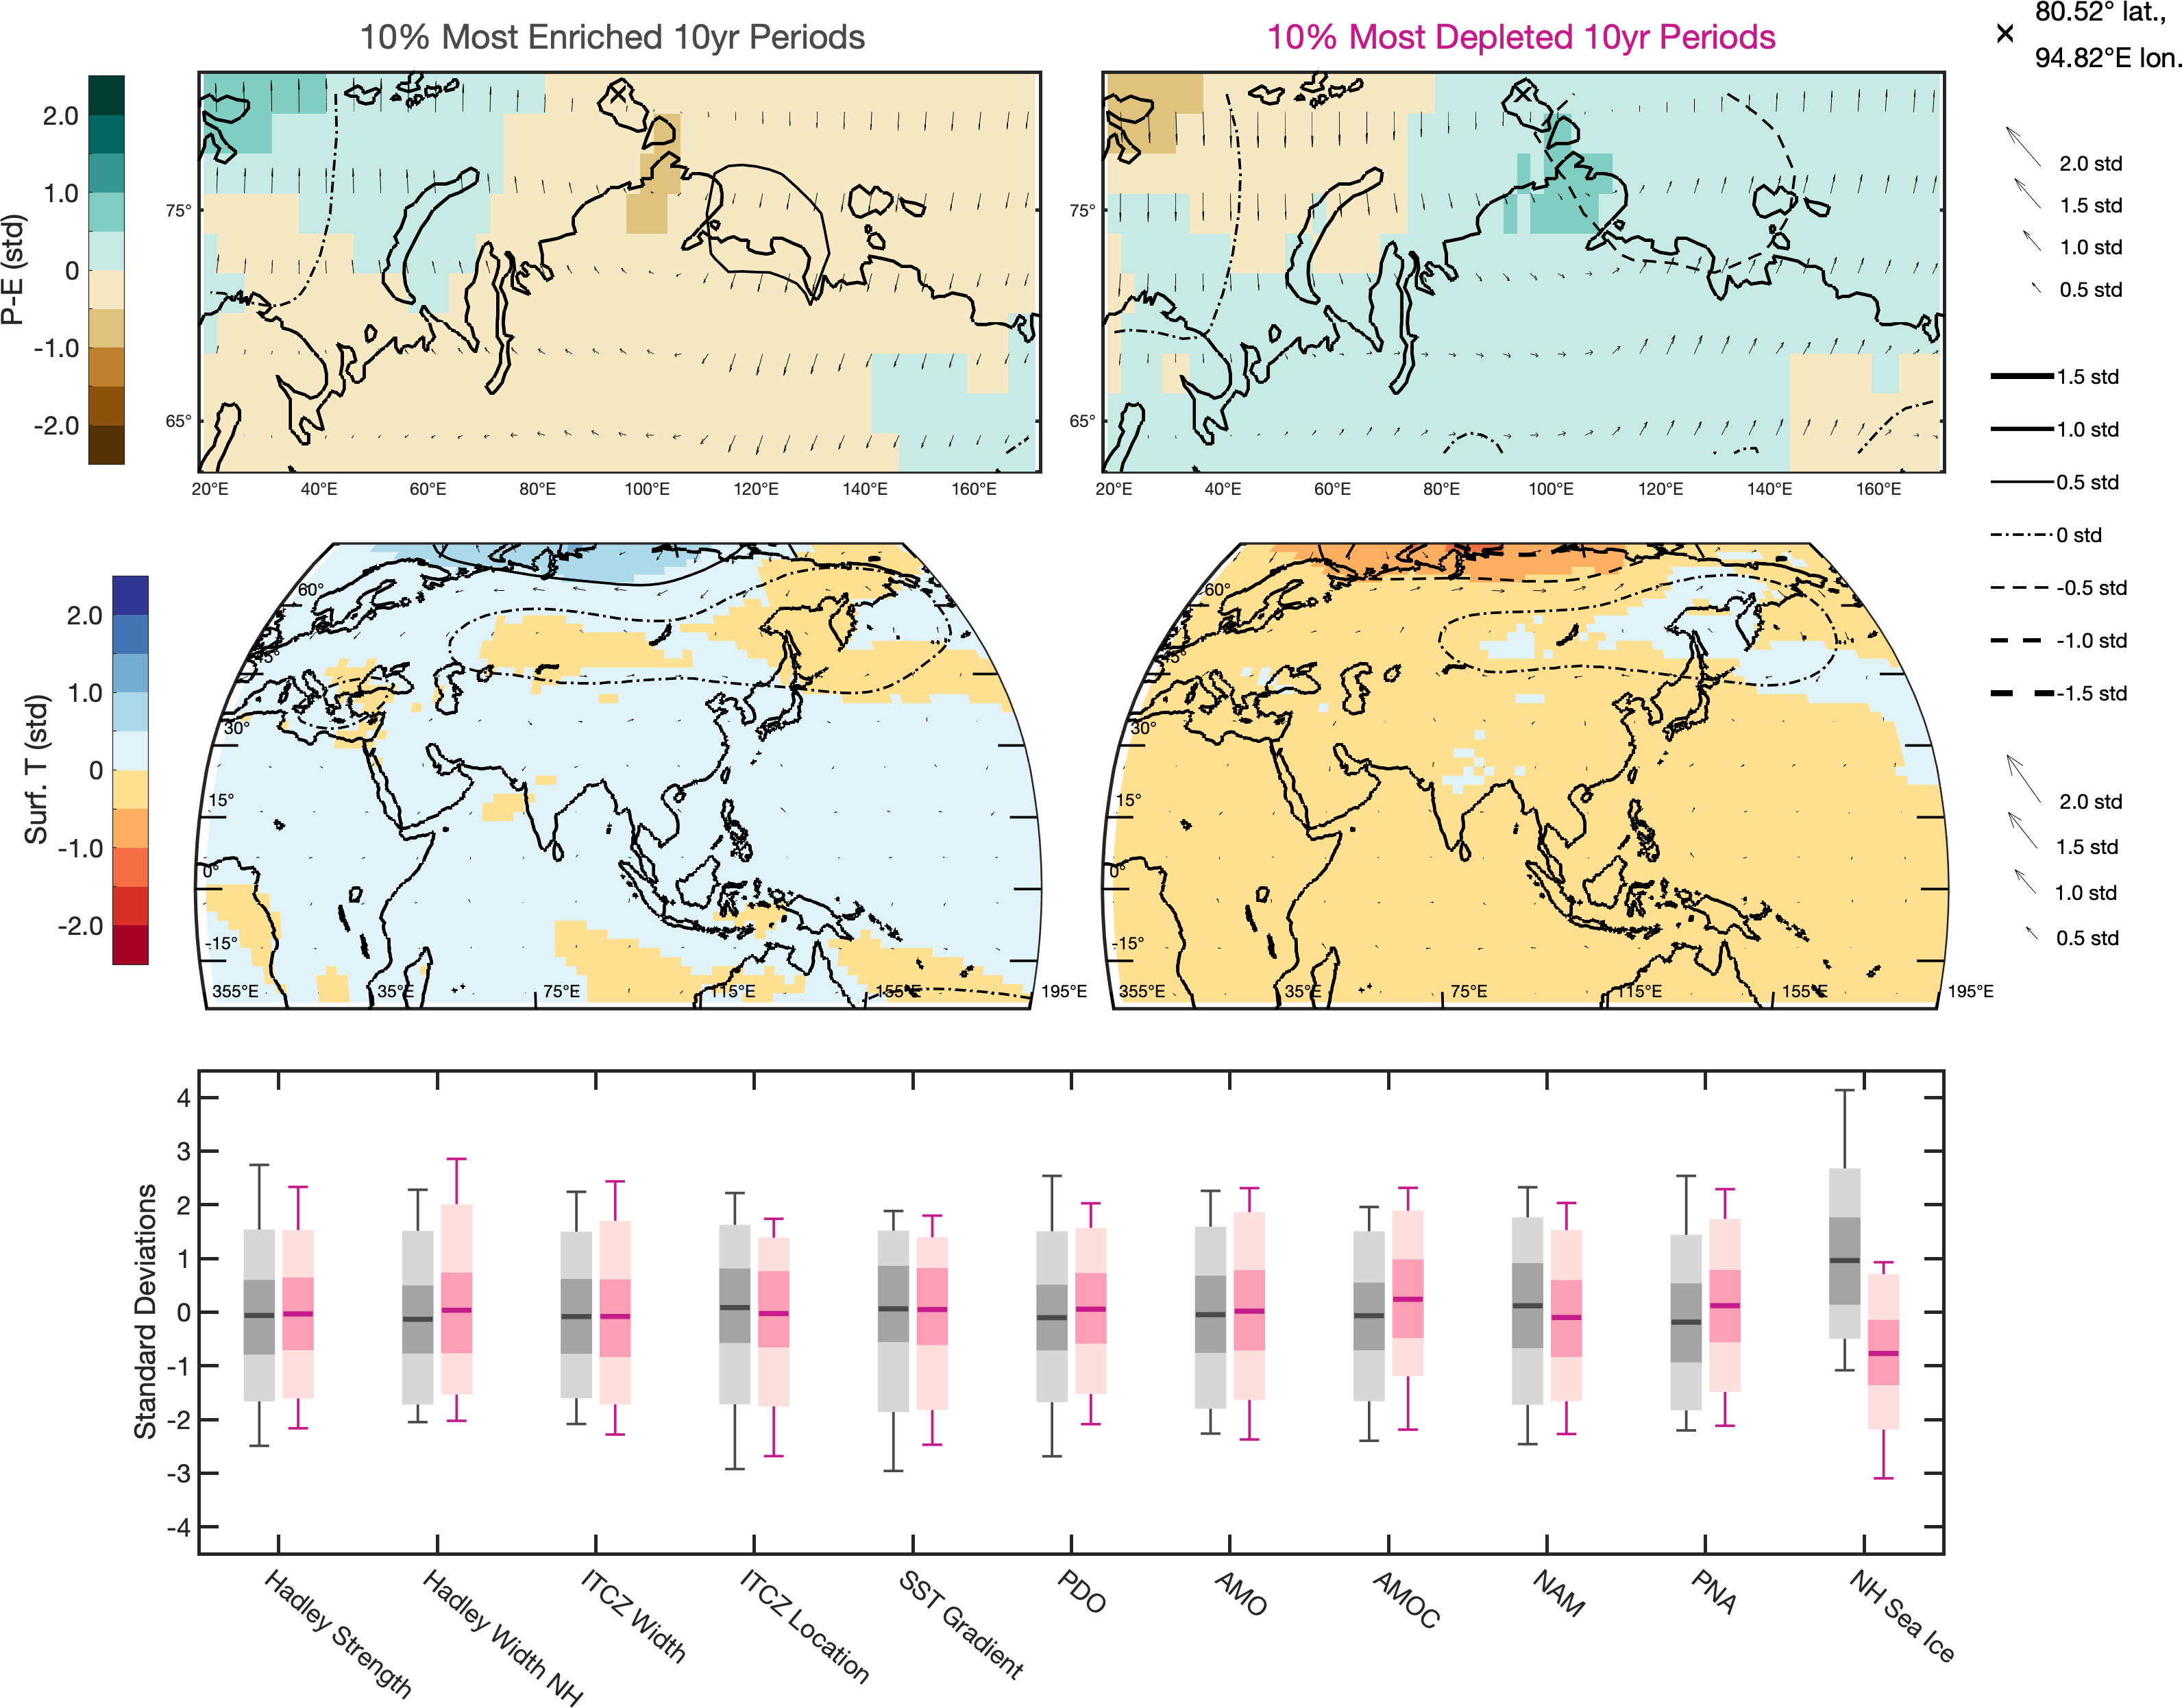 10% Most Enriched 10yr Periods
10% Most Depleted 10yr Periods
80.52° lat.,
94.82°E lon.
P-E (std)
2.0
1.0
0
-1.0
-2.0
75°
65°
20°E 40°E 60°E 80°E 100°E 120°E 140°E 160°E
75°
65°
20°E 40°E 60°E 80°E 100°E 120°E 140°E 160°E
2.0 std
1.5 std
1.0 std
0.5 std
1.5 std
1.0 std
0.5 std
0 std
-0.5 std
-1.0 std
-1.5 std
Surf. T (std)
2.0
1.0
0
-1.0
-2.0
60°
45°
30°
15°
0°
-15°
355°E 35°E 75°E 115°E 155°E 195°E
60°
45°
30°
15°
0°
-15°
355°E 35°E 75°E 115°E 155°E 195°E
2.0 std
1.5 std
1.0 std
0.5 std
Standard Deviations
4
3
2
1
0
-1
-2
-3
-4
Hadley Strength
Hadley Width NH
ITCZ Width
ITCZ Location
SST Gradient
PDO
AMO
AMOC
NAM
PNA
NH Sea Ice